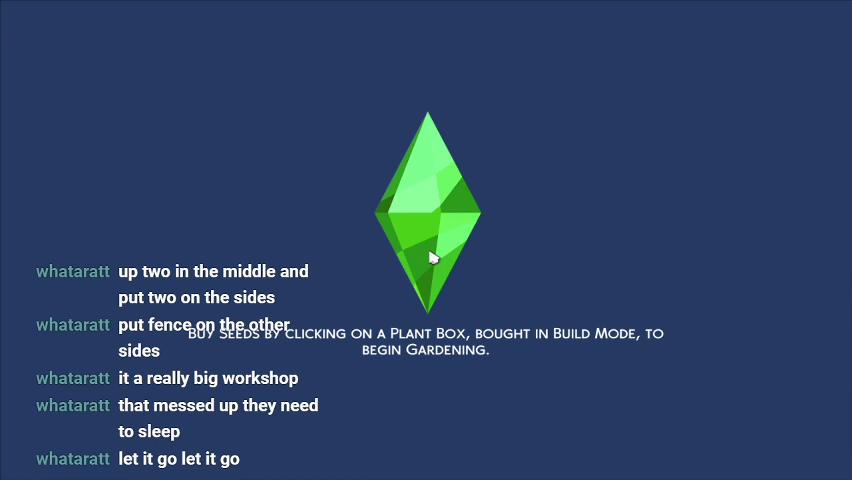 whataratt up two in the middle and
put two on the sides
whataratt put fence on the other
sides
BUY SEEDS BY CLICKING ON A PLANT BOX, BOUGHT IN BUILD MODE, TO
BEGIN GARDENING.
whataratt it a really big workshop
whataratt that messed up they need
to sleep
whataratt let it go let it go